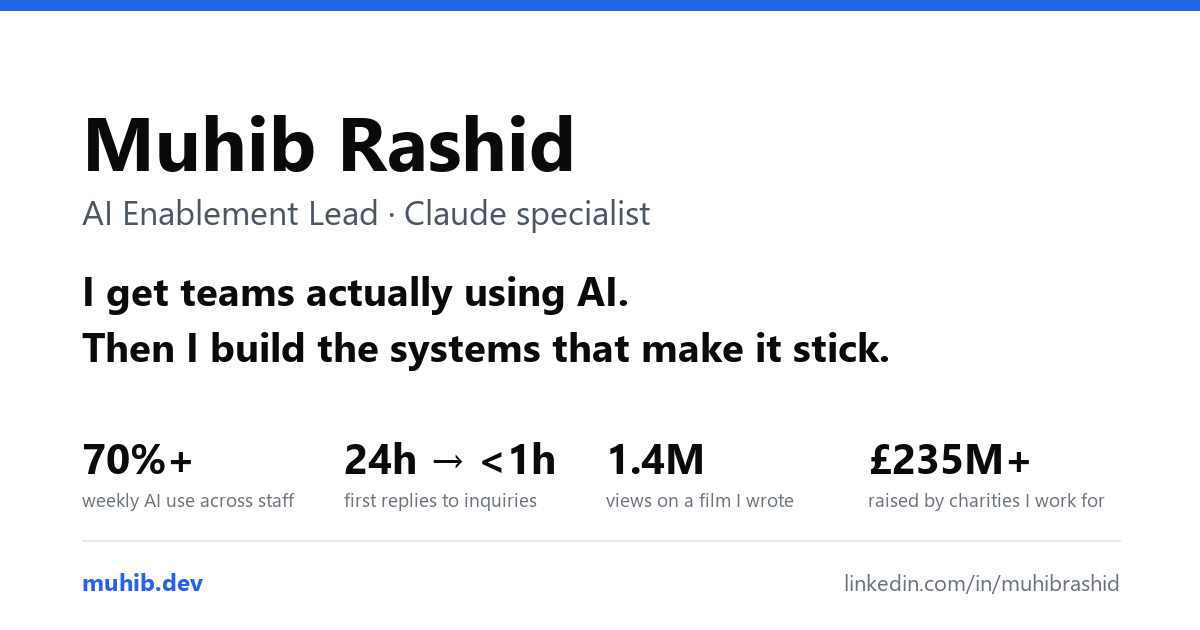 Muhib Rashid
AI Enablement Lead · Claude specialist
I get teams actually using AI.
Then I build the systems that make it stick.
70%+
weekly AI use across staff
24h → <1h
first replies to inquiries
1.4M
views on a film I wrote
£235M+
raised by charities I work for
muhib.dev
linkedin.com/in/muhibrashid